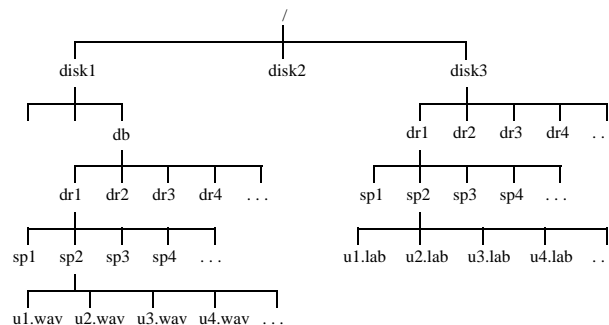 /
disk1 disk2 disk3
db dr1 dr2 dr3 dr4 . .
dr1 dr2 dr3 dr4 . . . sp1 sp2 sp3 sp4 . . .
sp1 sp2 sp3 sp4 . . . u1.lab u2.lab u3.lab u4.lab . .
u1.wav u2.wav u3.wav u4.wav . . .